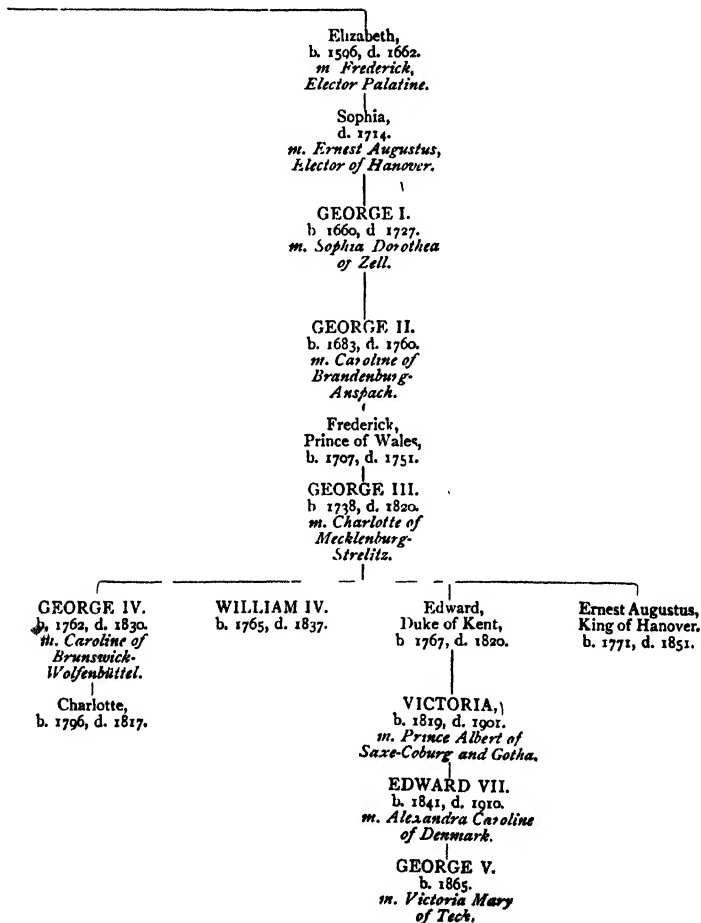 Elizabeth,
b. 1596, d. 1662.
m Frederick,
Elector Palatine.
Sophia,
d. 1714.
m. Ernest Augustus,
Elector of Hanover.
GEORGE I.
b 1660, d 1727.
m. Sophia Dorothea
of Zell.
GEORGE II.
b. 1683, d. 1760.
m. Caroline of
Brandenburg-
Anspach.
Frederick,
Prince of Wales,
b. 1707, d. 1751.
GEORGE III.
b 1738, d. 1820.
m. Charlotte of
Mecklenburg-
Strelitz.
GEORGE IV.
b. 1762, d. 1830.
m. Caroline of
Brunswick-
Wolfenbüttel.
Charlotte,
b. 1796, d. 1817.
WILLIAM IV.
b. 1765, d. 1837.
Edward,
Duke of Kent,
b 1767, d. 1820.
VICTORIA,
b. 1819, d. 1901.
m. Prince Albert of
Saxe-Coburg and Gotha.
EDWARD VII.
b. 1841, d. 1910.
m. Alexandra Caroline
of Denmark.
GEORGE V.
b. 1865.
m. Victoria Mary
of Teck.
Ernest Augustus,
King of Hanover.
b. 1771, d. 1851.